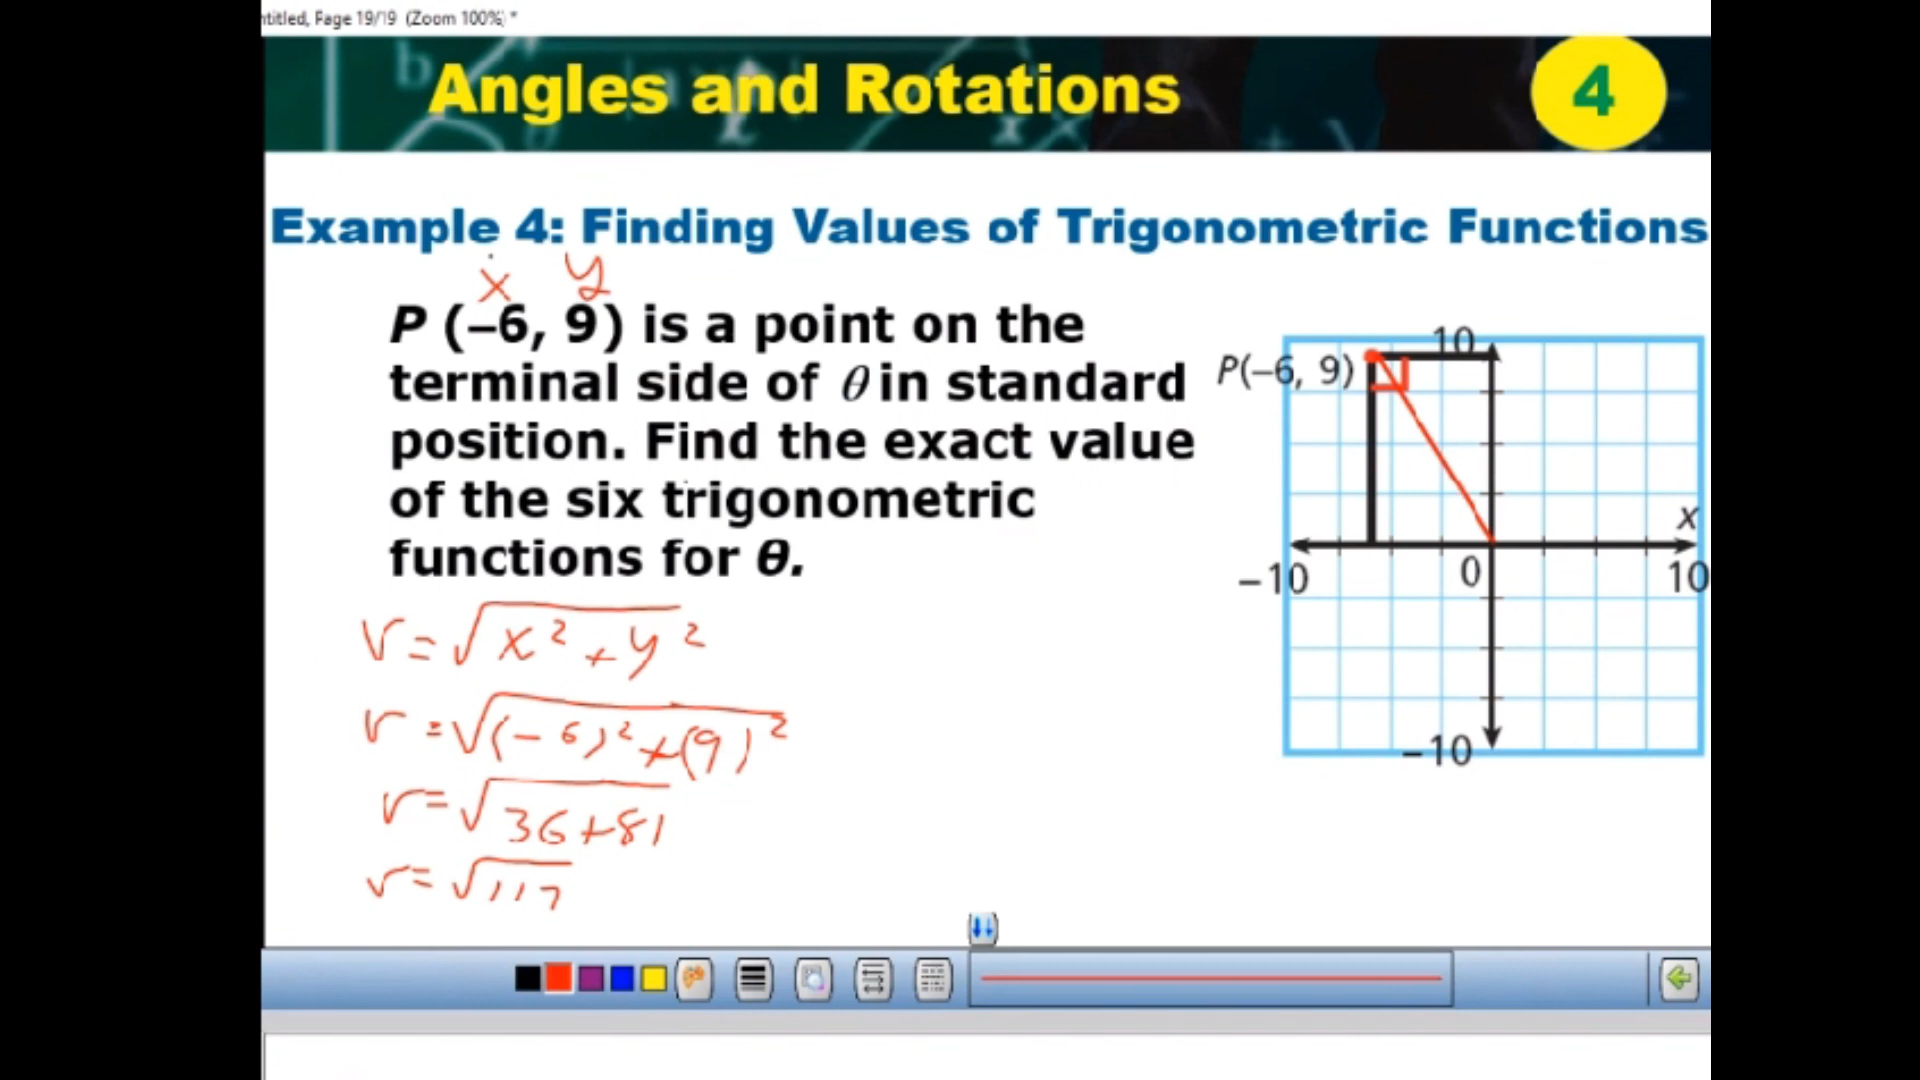 ntitled, Page 19/19 (Zoom 100%) *
Angles and Rotations
4
Example 4: Finding Values of Trigonometric Functions
x y
P (–6, 9) is a point on the
terminal side of θ in standard
position. Find the exact value
of the six trigonometric
functions for θ.
r = √x² + y²
r = √(-6)² + (9)²
r = √36 + 81
r = √117
10
P(–6, 9)
x
–10
0
10
–10